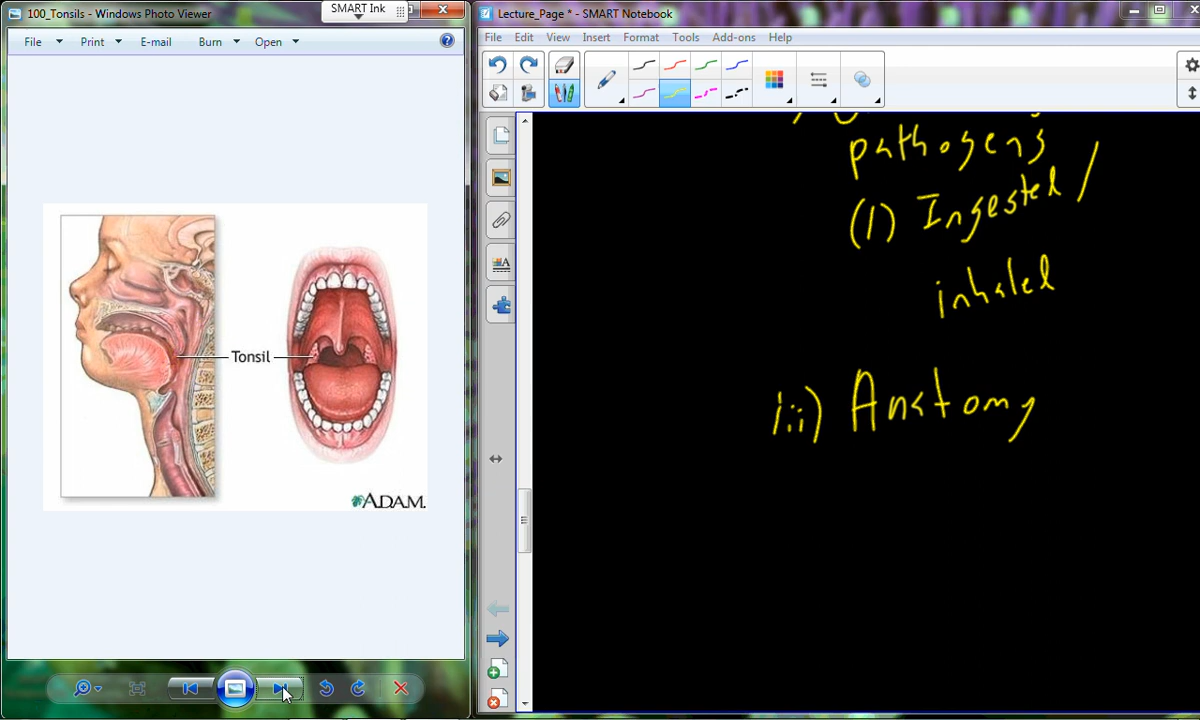 100_Tonsils - Windows Photo Viewer
SMART Ink
File Print E-mail Burn Open
Tonsil
ADAM.
Lecture_Page * - SMART Notebook
File Edit View Insert Format Tools Add-ons Help
pathogens
(1) Ingested /
inhaled
iii) Anatomy